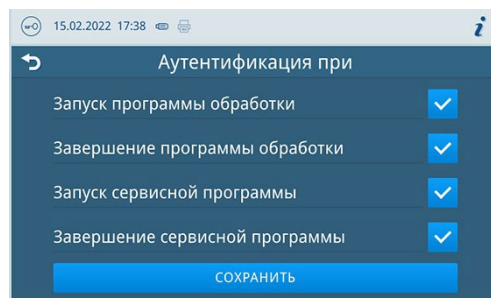 15.02.2022 17:38
i
Аутентификация при
Запуск программы обработки
Завершение программы обработки
Запуск сервисной программы
Завершение сервисной программы
СОХРАНИТЬ